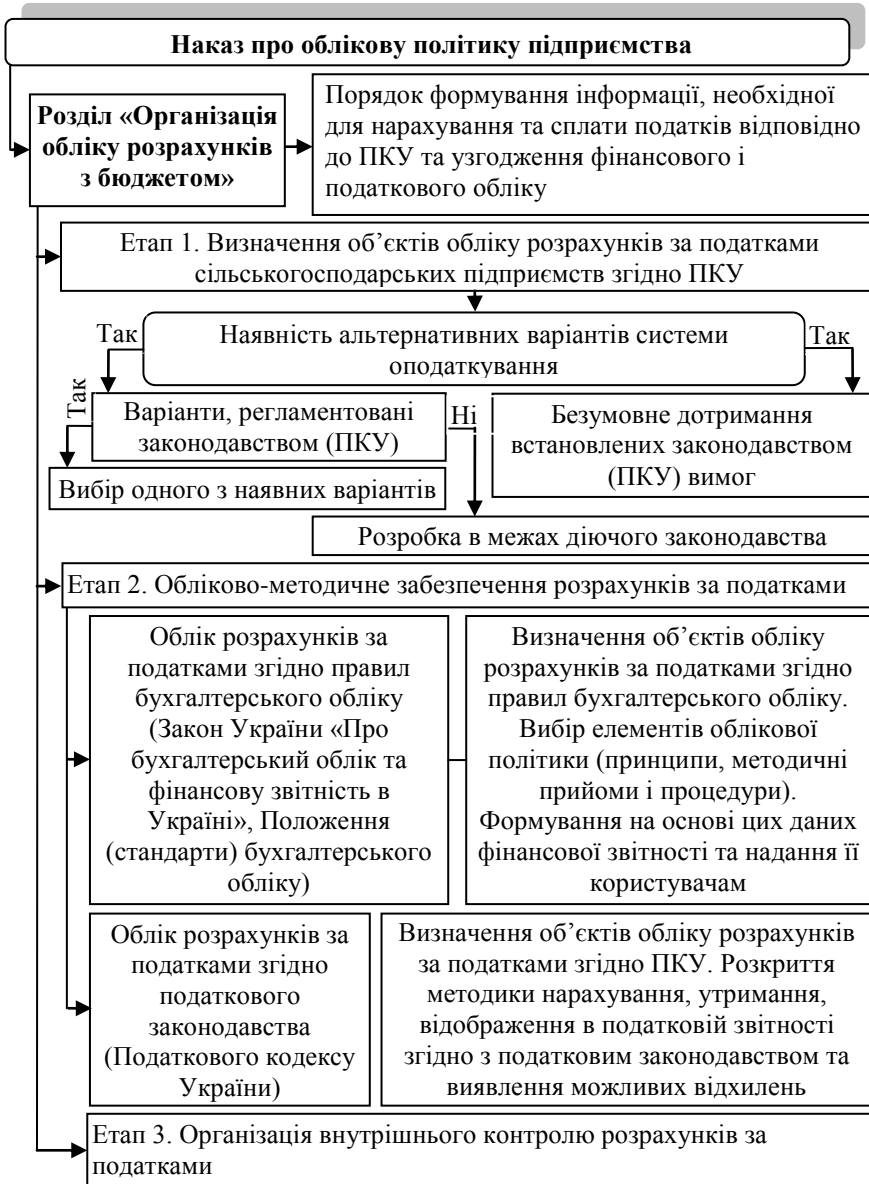 Наказ про облікову політику підприємства
Розділ «Організація
обліку розрахунків
з бюджетом»
Порядок формування інформації, необхідної
для нарахування та сплати податків відповідно
до ПКУ та узгодження фінансового і
податкового обліку
Етап 1. Визначення об’єктів обліку розрахунків за податками
сільськогосподарських підприємств згідно ПКУ
Так
Наявність альтернативних варіантів системи
оподаткування
Так
Так
Варіанти, регламентовані
законодавством (ПКУ)
Ні
Безумовне дотримання
встановлених законодавством
(ПКУ) вимог
Вибір одного з наявних варіантів
Розробка в межах діючого законодавства
Етап 2. Обліково-методичне забезпечення розрахунків за податками
Облік розрахунків за
податками згідно правил
бухгалтерського обліку
(Закон України «Про
бухгалтерський облік та
фінансову звітність в
Україні», Положення
(стандарти) бухгалтерського
обліку)
Визначення об’єктів обліку
розрахунків за податками згідно
правил бухгалтерського обліку.
Вибір елементів облікової
політики (принципи, методичні
прийоми і процедури).
Формування на основі цих даних
фінансової звітності та надання її
користувачам
Облік розрахунків за
податками згідно
податкового
законодавства
(Податкового кодексу
України)
Визначення об’єктів обліку розрахунків
за податками згідно ПКУ. Розкриття
методики нарахування, утримання,
відображення в податковій звітності
згідно з податковим законодавством та
виявлення можливих відхилень
Етап 3. Організація внутрішнього контролю розрахунків за
податками